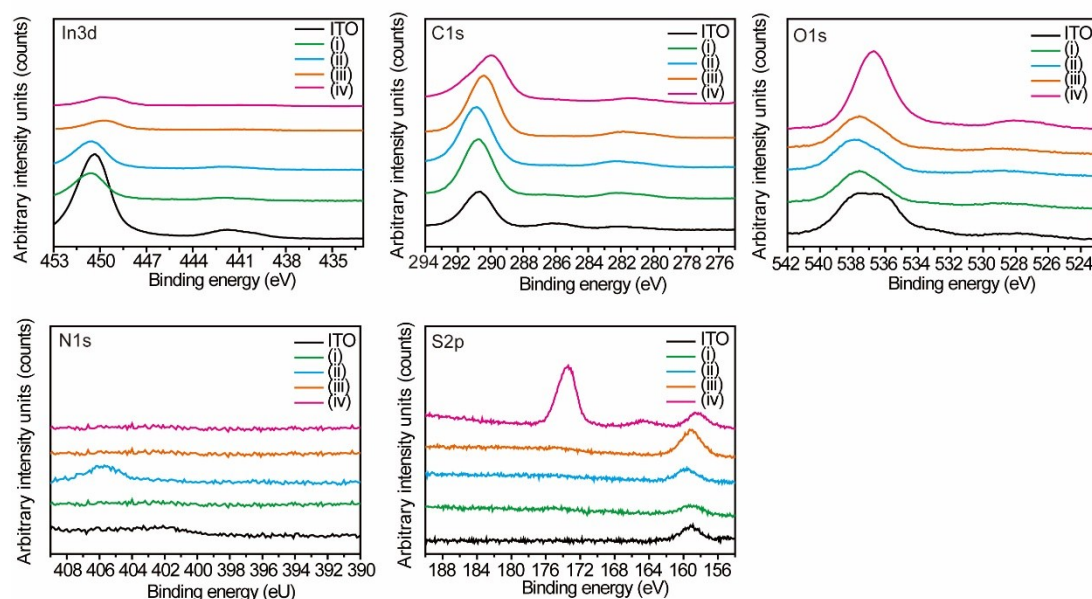 In3d
ITO
(i)
(ii)
(iii)
(iv)
Arbitrary intensity units (counts)
453 450 447 444 441 438 435
Binding energy (eV)
C1s
ITO
(i)
(ii)
(iii)
(iv)
Arbitrary intensity units (counts)
294 292 290 288 286 284 282 280 278 276
Binding energy (eV)
O1s
ITO
(i)
(ii)
(iii)
(iv)
Arbitrary intensity units (counts)
542 540 538 536 534 532 530 528 526 524
Binding energy (eV)
N1s
ITO
(i)
(ii)
(iii)
(iv)
Arbitrary intensity units (counts)
408 406 404 402 400 398 396 394 392 390
Binding energy (eU)
S2p
ITO
(i)
(ii)
(iii)
(iv)
Arbitrary intensity units (counts)
188 184 180 176 172 168 164 160 156
Binding energy (eV)